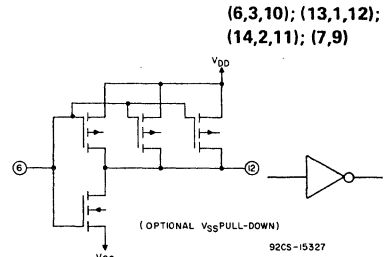 (6,3,10); (13,1,12);
(14,2,11); (7,9)
VDD
6
12
(OPTIONAL VSS PULL-DOWN)
VSS
92CS-15327